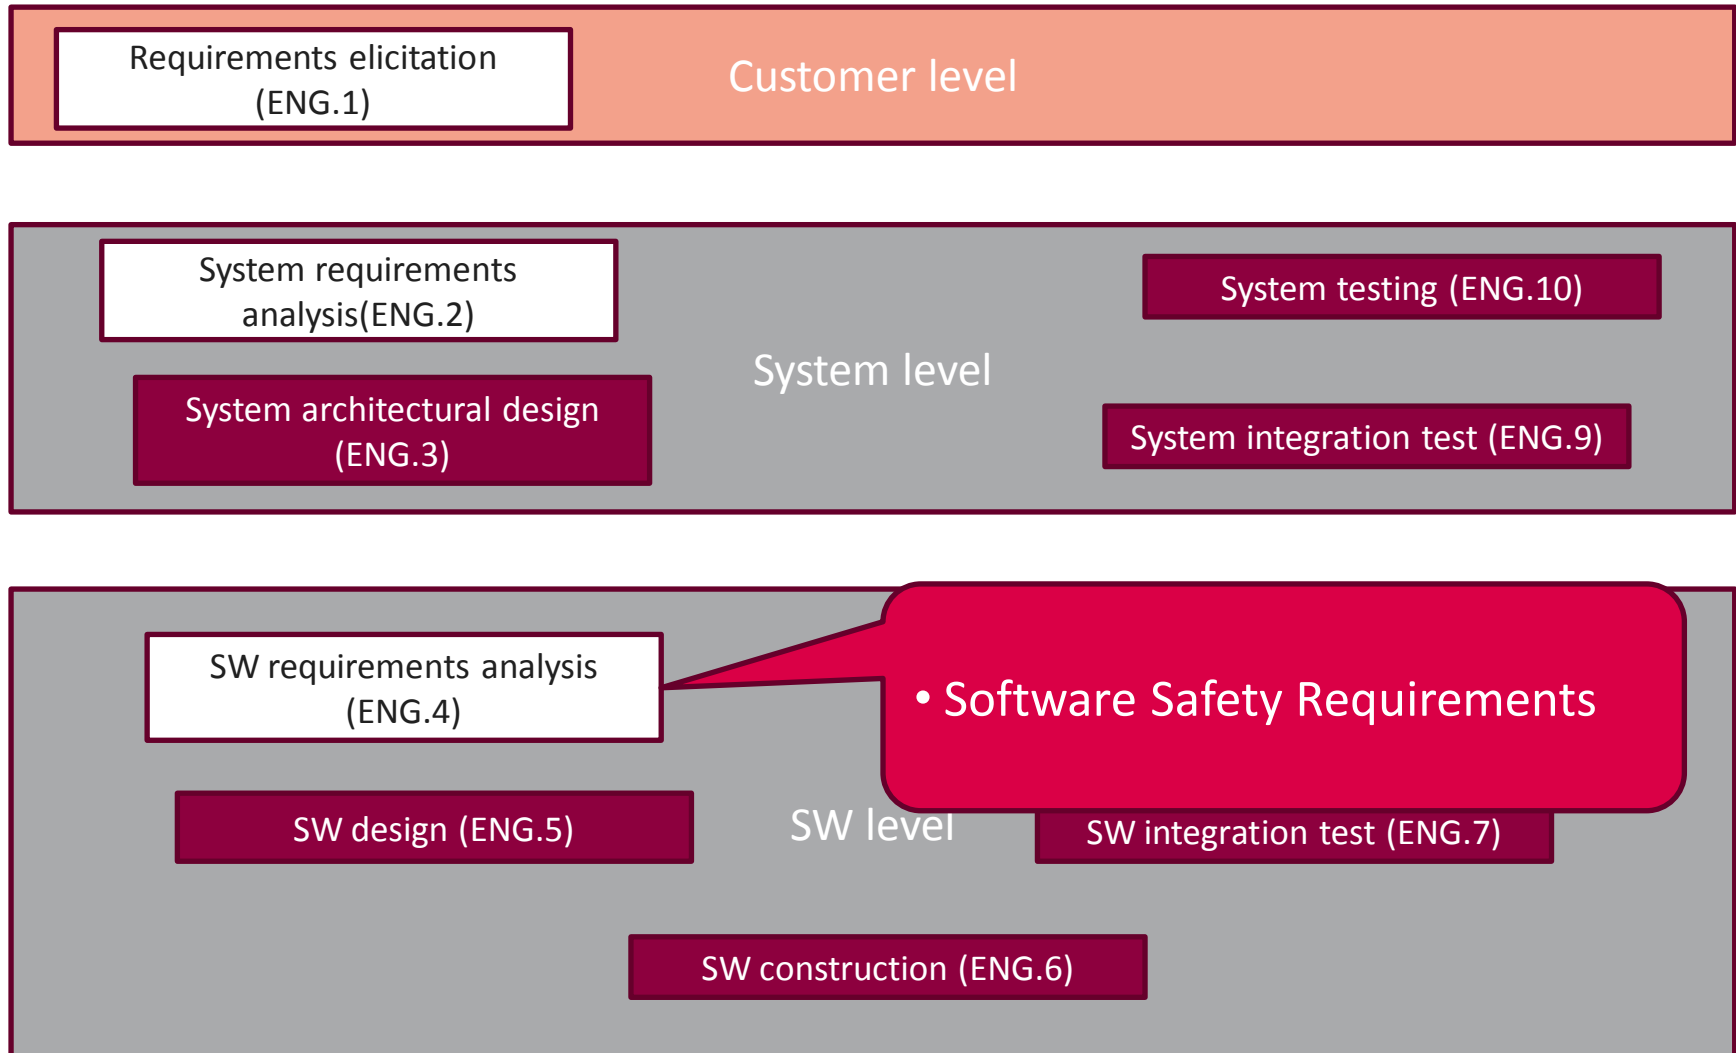 Requirements elicitation
(ENG.1)
Customer level
System requirements
analysis(ENG.2)
System testing (ENG.10)
System level
System architectural design
(ENG.3)
System integration test (ENG.9)
SW requirements analysis
(ENG.4)
• Software Safety Requirements
SW design (ENG.5)
SW level
SW integration test (ENG.7)
SW construction (ENG.6)